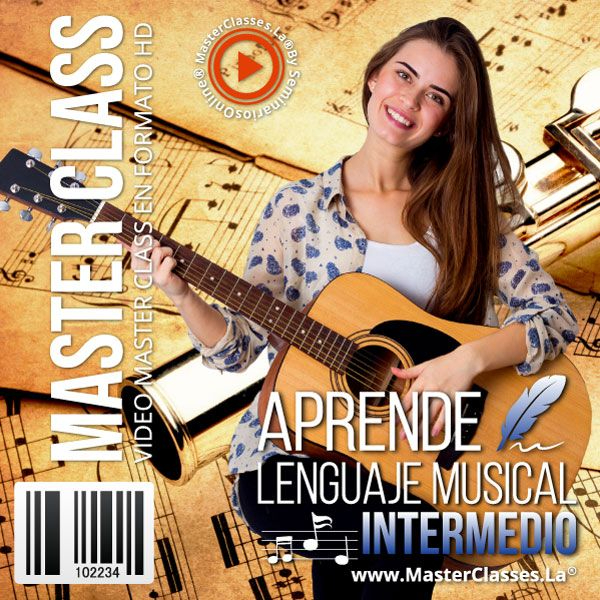 MasterClasses.La® By SeminariosOnline®
MASTER CLASS
VIDEO MASTER CLASS EN FORMATO HD
APRENDE
LENGUAJE MUSICAL
INTERMEDIO
102234
www.MasterClasses.La®